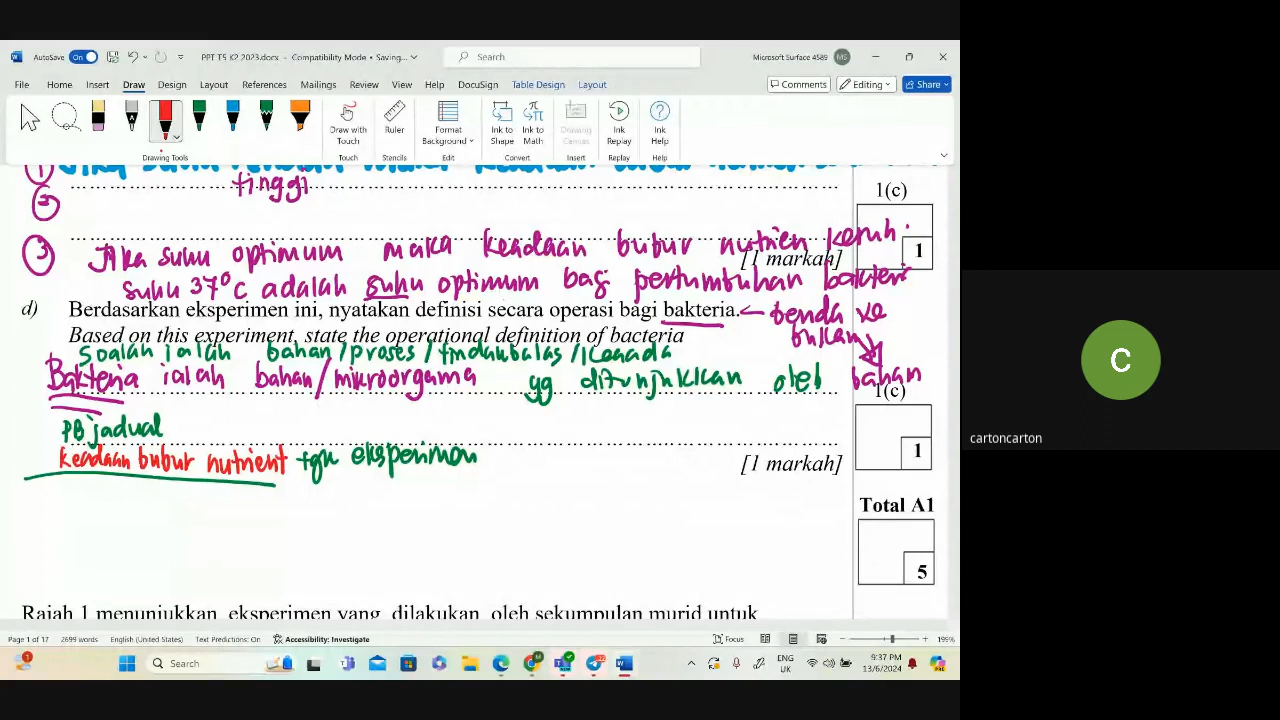 AutoSave On PPT T5 K2 2023.docx - Compatibility Mode • Saving... Search Microsoft Surface 4589 MS
File Home Insert Draw Design Layout References Mailings Review View Help DocuSign Table Design Layout Comments Editing Share
Draw with Touch Ruler Format Background Ink to Shape Ink to Math Drawing Canvas Ink Replay Ink Help
Drawing Tools Touch Stencils Edit Convert Insert Replay Help
1
tinggi
1(c)
2
3 Jika suhu optimum maka keadaan bubur nutrien keruh.
[1 markah] 1
suhu 37°c adalah suhu optimum bagi pertumbuhan bakteri
d) Berdasarkan eksperimen ini, nyatakan definisi secara operasi bagi bakteria. ← benda ke
bukan
Based on this experiment, state the operational definition of bacteria
Soalah ialah bahan/proses/tindakbalas/
Bakteria ialah bahan/mikroorgama yg ditunjukkan oleh bahan
1(c)
PB jadual
keadaan bubur nutrient tgk eksperimen
[1 markah] 1
Total A1
5
Rajah 1 menunjukkan eksperimen yang dilakukan oleh sekumpulan murid untuk
Page 1 of 17 2699 words English (United States) Text Predictions: On Accessibility: Investigate Focus 199%
Search ENG UK 9:37 PM 13/6/2024
C
cartoncarton